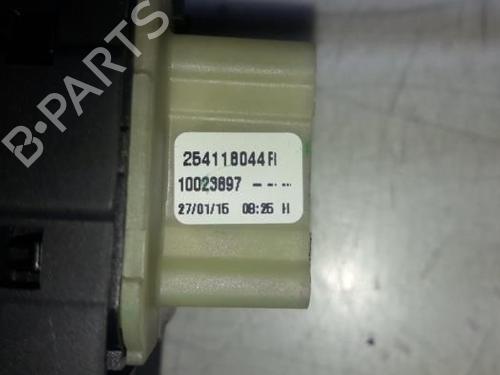 B-PARTS
254118044R
10023697 -----
27/01/15 08:25 H